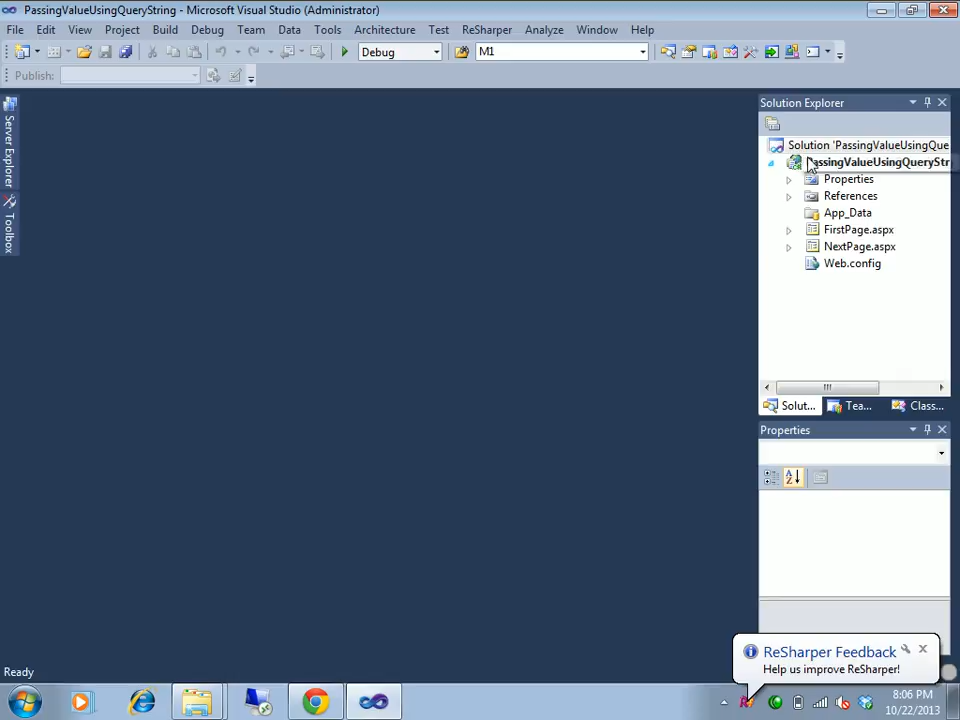 PassingValueUsingQueryString - Microsoft Visual Studio (Administrator)
File Edit View Project Build Debug Team Data Tools Architecture Test ReSharper Analyze Window Help
Debug M1
Publish:
Server Explorer
Toolbox
Solution Explorer
Solution 'PassingValueUsingQue
PassingValueUsingQueryStr
Properties
References
App_Data
FirstPage.aspx
NextPage.aspx
Web.config
Solut... Tea... Class...
Properties
ReSharper Feedback
Help us improve ReSharper!
Ready
8:06 PM
10/22/2013